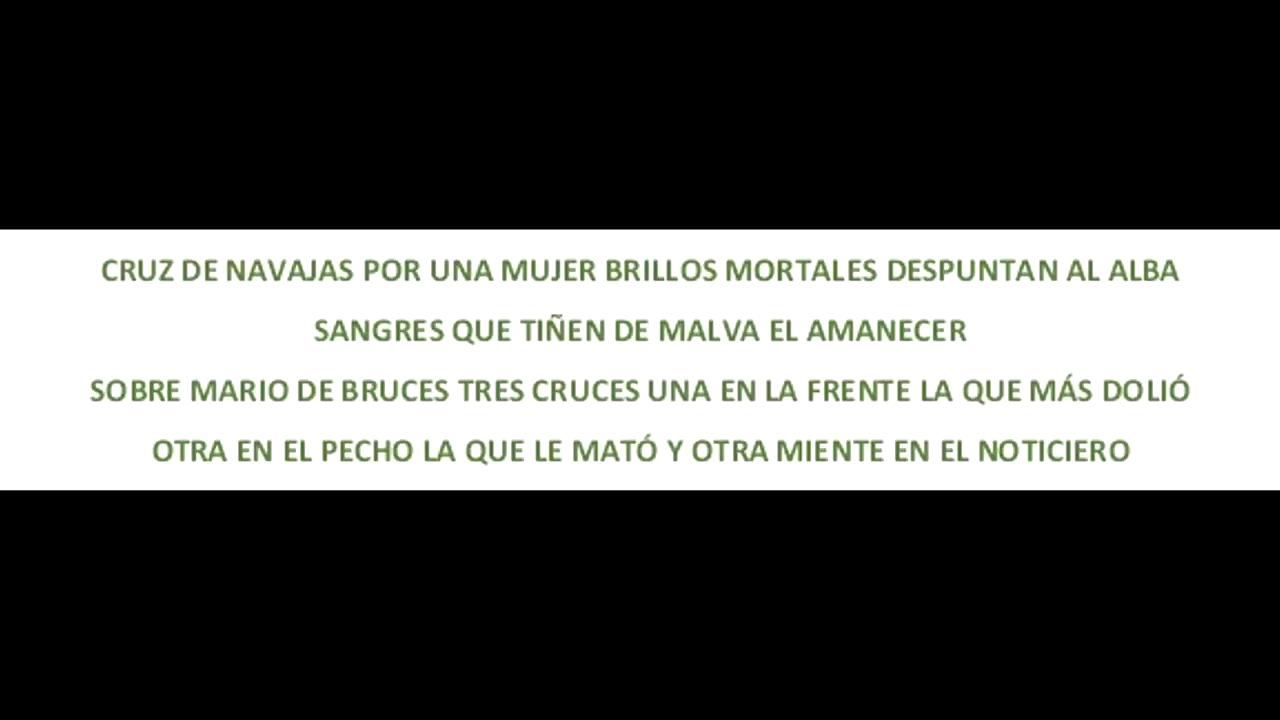 CRUZ DE NAVAJAS POR UNA MUJER BRILLOS MORTALES DESPUNTAN AL ALBA
SANGRES QUE TIÑEN DE MALVA EL AMANECER
SOBRE MARIO DE BRUCES TRES CRUCES UNA EN LA FRENTE LA QUE MÁS DOLIÓ
OTRA EN EL PECHO LA QUE LE MATÓ Y OTRA MIENTE EN EL NOTICIERO